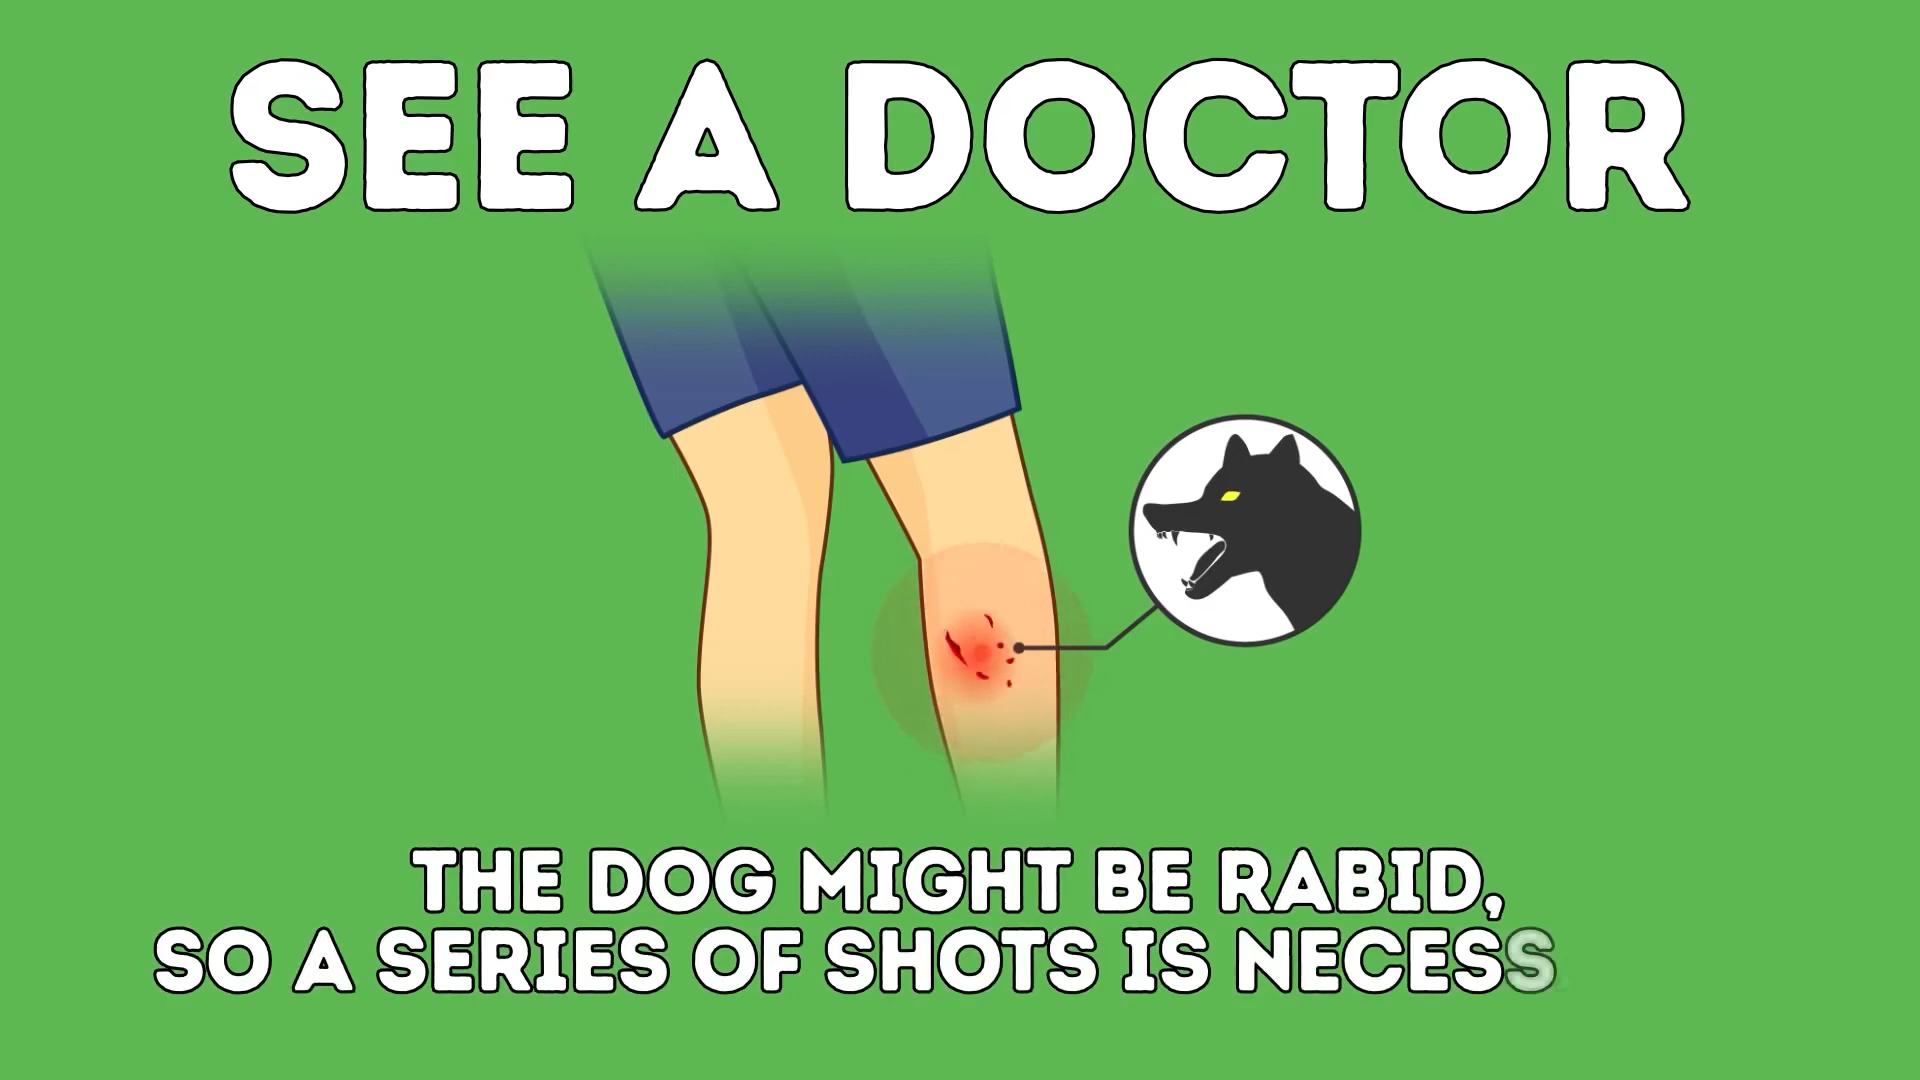 SEE A DOCTOR
THE DOG MIGHT BE RABID,
SO A SERIES OF SHOTS IS NECESS